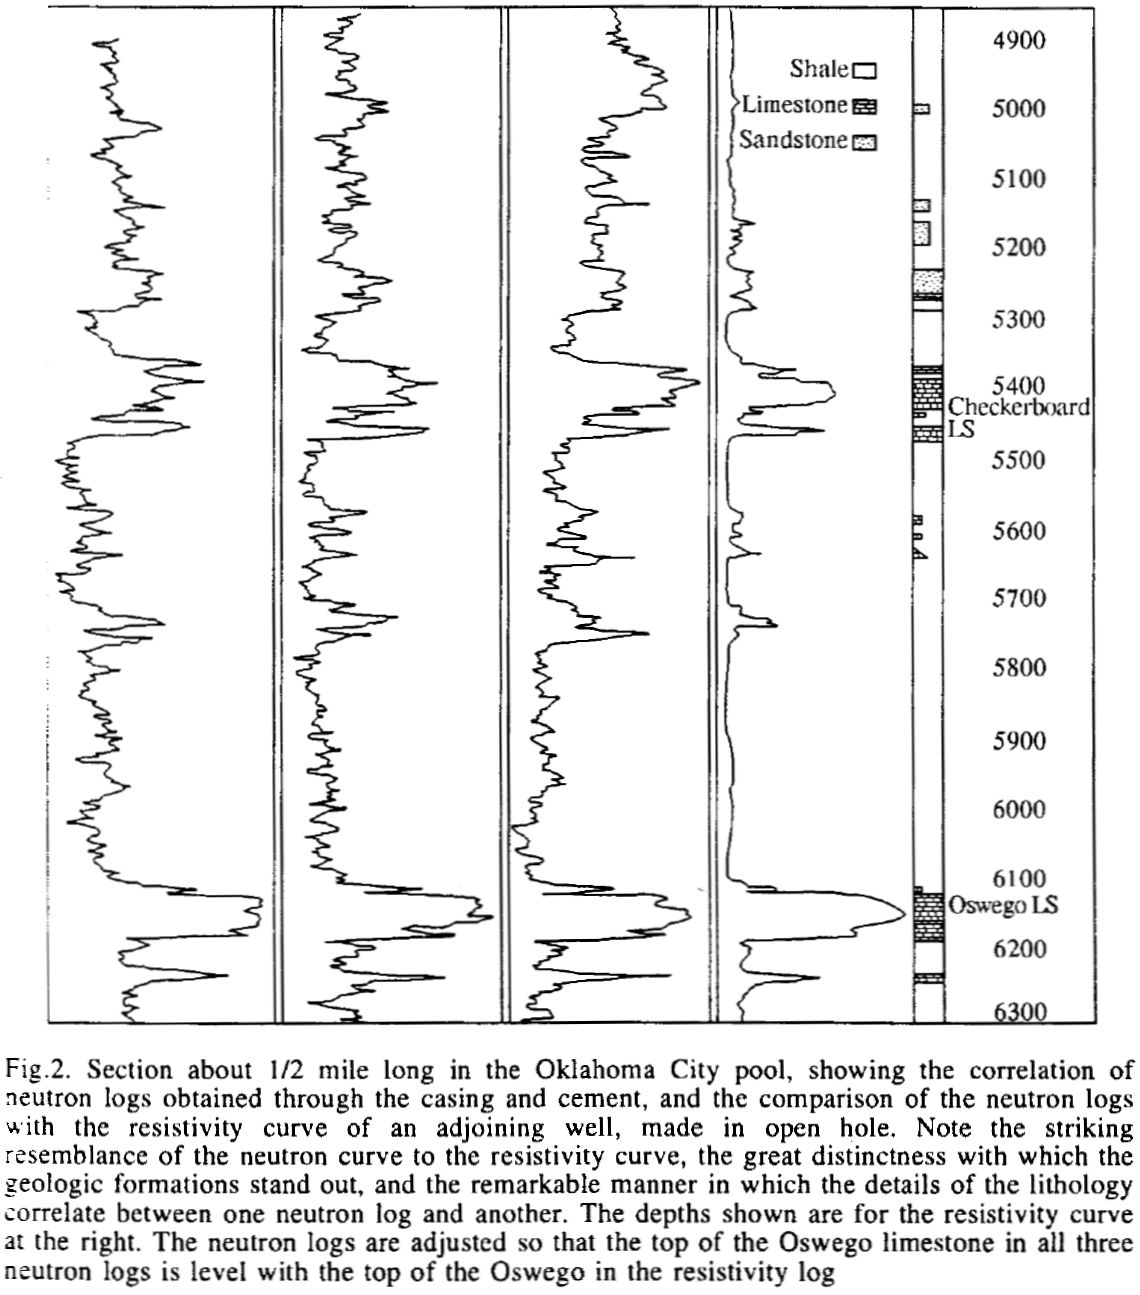 4900
Shale
Limestone
5000
Sandstone
5100
5200
5300
5400
Checkerboard
LS
5500
5600
5700
5800
5900
6000
6100
Oswego LS
6200
6300
Fig.2. Section about 1/2 mile long in the Oklahoma City pool, showing the correlation of
neutron logs obtained through the casing and cement, and the comparison of the neutron logs
with the resistivity curve of an adjoining well, made in open hole. Note the striking
resemblance of the neutron curve to the resistivity curve, the great distinctness with which the
geologic formations stand out, and the remarkable manner in which the details of the lithology
correlate between one neutron log and another. The depths shown are for the resistivity curve
at the right. The neutron logs are adjusted so that the top of the Oswego limestone in all three
neutron logs is level with the top of the Oswego in the resistivity log